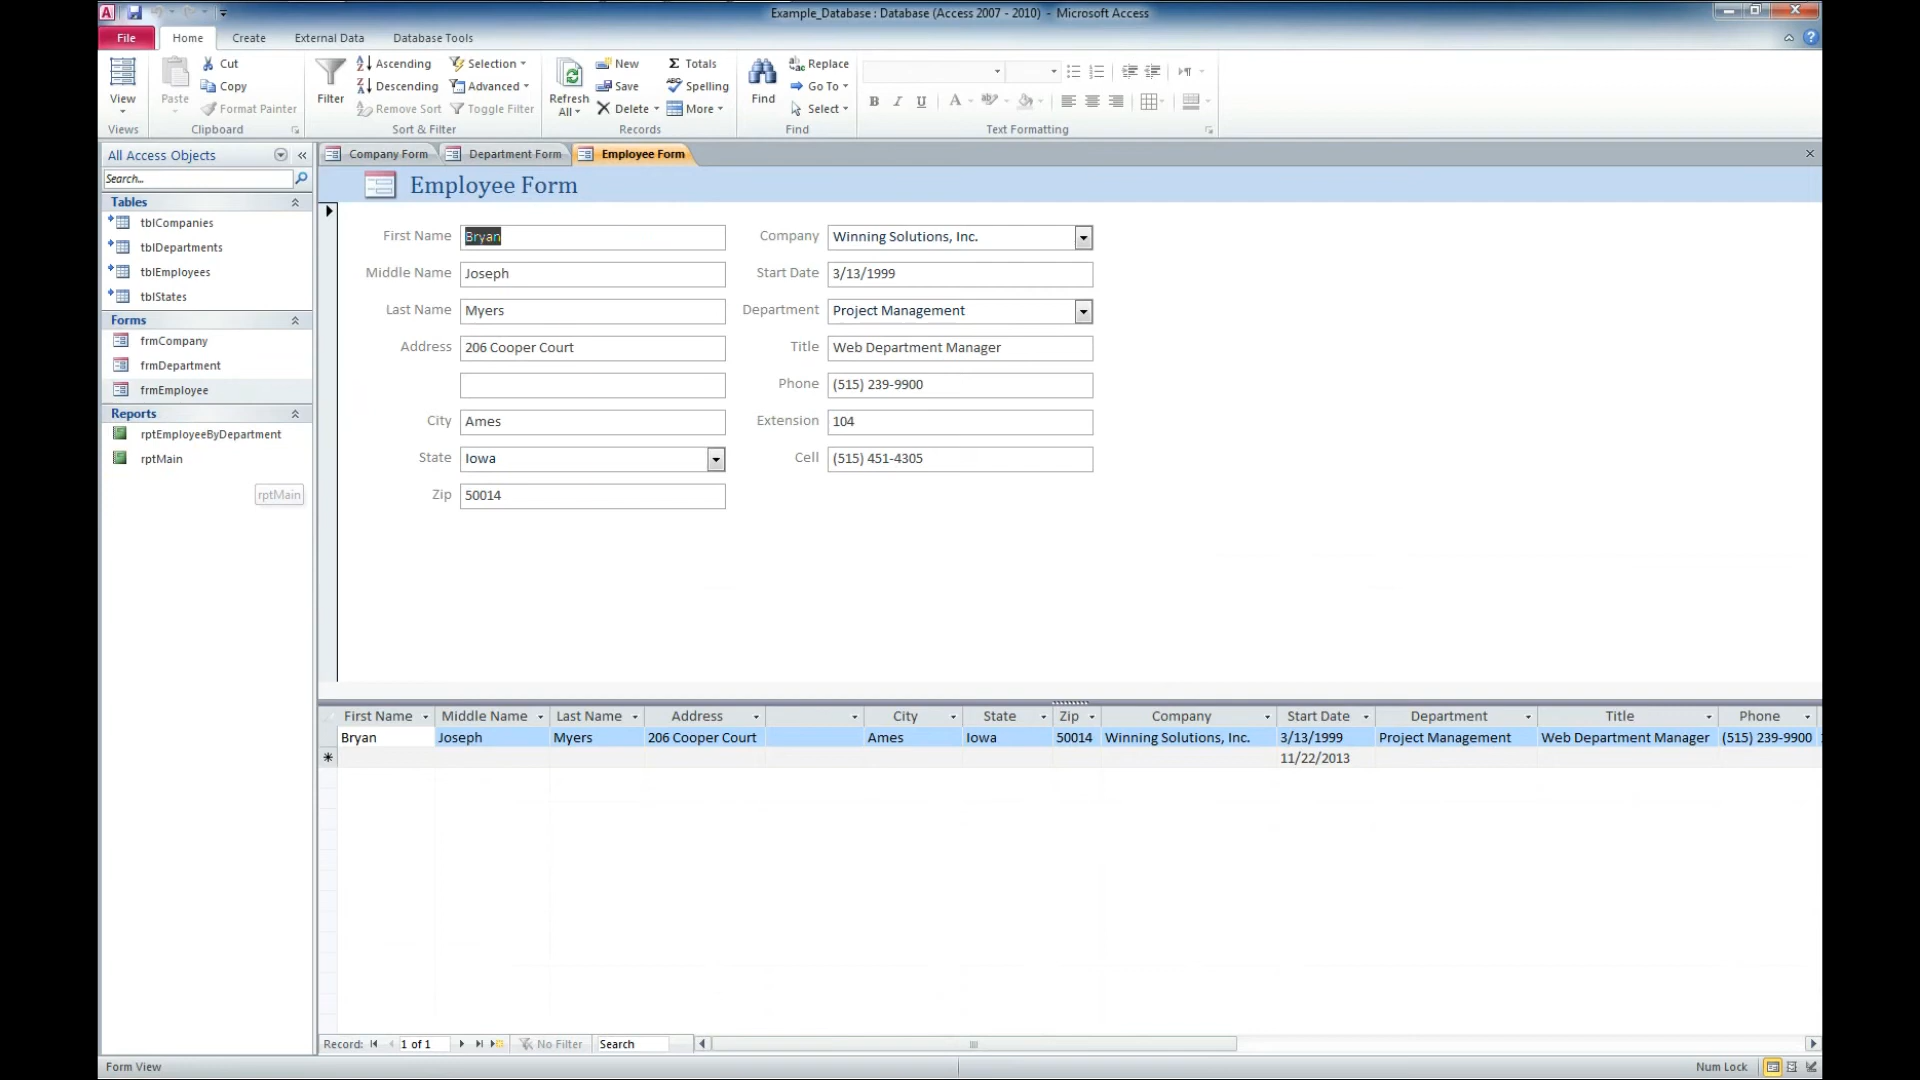 Example_Database : Database (Access 2007 - 2010) - Microsoft Access
File Home Create External Data Database Tools
View Paste Cut Copy Format Painter
Views Clipboard
Filter Ascending Descending Remove Sort Selection Advanced Toggle Filter
Sort & Filter
Refresh All New Save Delete Totals Spelling More
Records
Find Replace Go To Select
Find
Text Formatting
All Access Objects
Search...
Tables
tblCompanies
tblDepartments
tblEmployees
tblStates
Forms
frmCompany
frmDepartment
frmEmployee
Reports
rptEmployeeByDepartment
rptMain
rptMain
Company Form Department Form Employee Form
Employee Form
First Name Bryan
Middle Name Joseph
Last Name Myers
Address 206 Cooper Court
City Ames
State Iowa
Zip 50014
Company Winning Solutions, Inc.
Start Date 3/13/1999
Department Project Management
Title Web Department Manager
Phone (515) 239-9900
Extension 104
Cell (515) 451-4305
First Name Middle Name Last Name Address City State Zip Company Start Date Department Title Phone
Bryan Joseph Myers 206 Cooper Court Ames Iowa 50014 Winning Solutions, Inc. 3/13/1999 Project Management Web Department Manager (515) 239-9900
11/22/2013
Record: 1 of 1 No Filter Search
Form View Num Lock